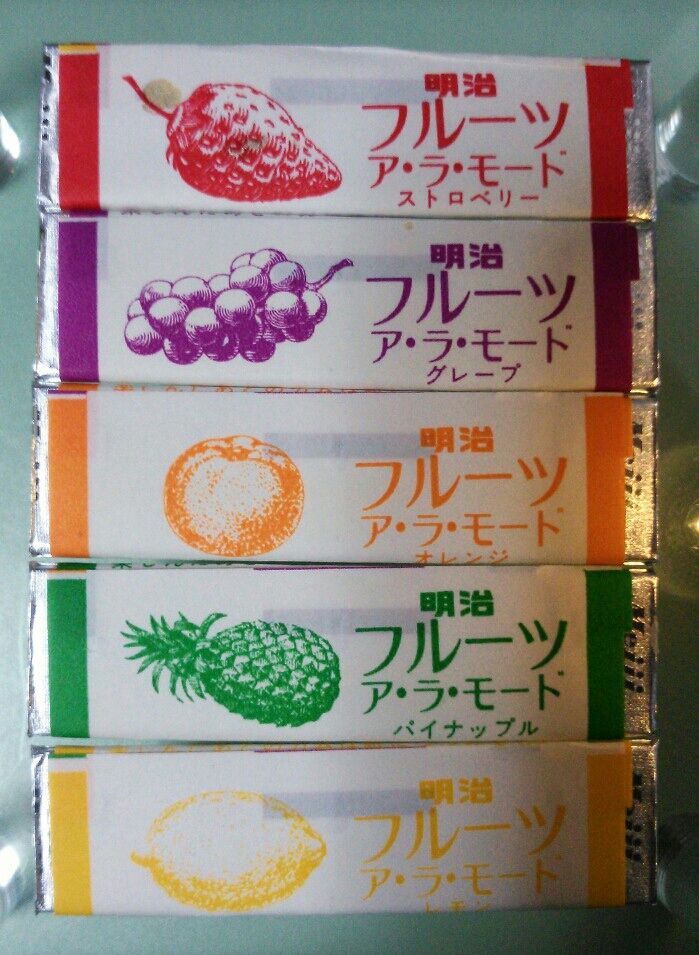 明治
フルーツ
ア・ラ・モード
ストロベリー
明治
フルーツ
ア・ラ・モード
グレープ
明治
フルーツ
ア・ラ・モード
オレンジ
明治
フルーツ
ア・ラ・モード
パイナップル
明治
フルーツ
ア・ラ・モード
レモン